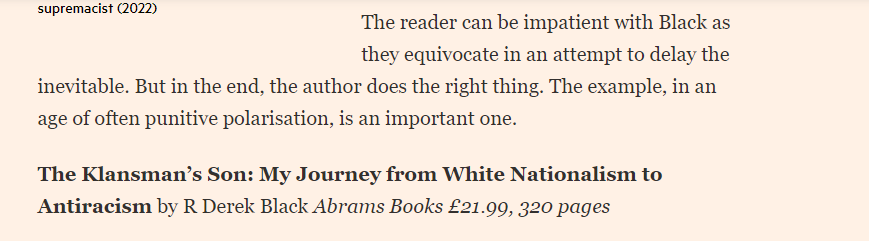 supremacist (2022)
The reader can be impatient with Black as
they equivocate in an attempt to delay the
inevitable. But in the end, the author does the right thing. The example, in an
age of often punitive polarisation, is an important one.
The Klansman’s Son: My Journey from White Nationalism to
Antiracism by R Derek Black Abrams Books £21.99, 320 pages